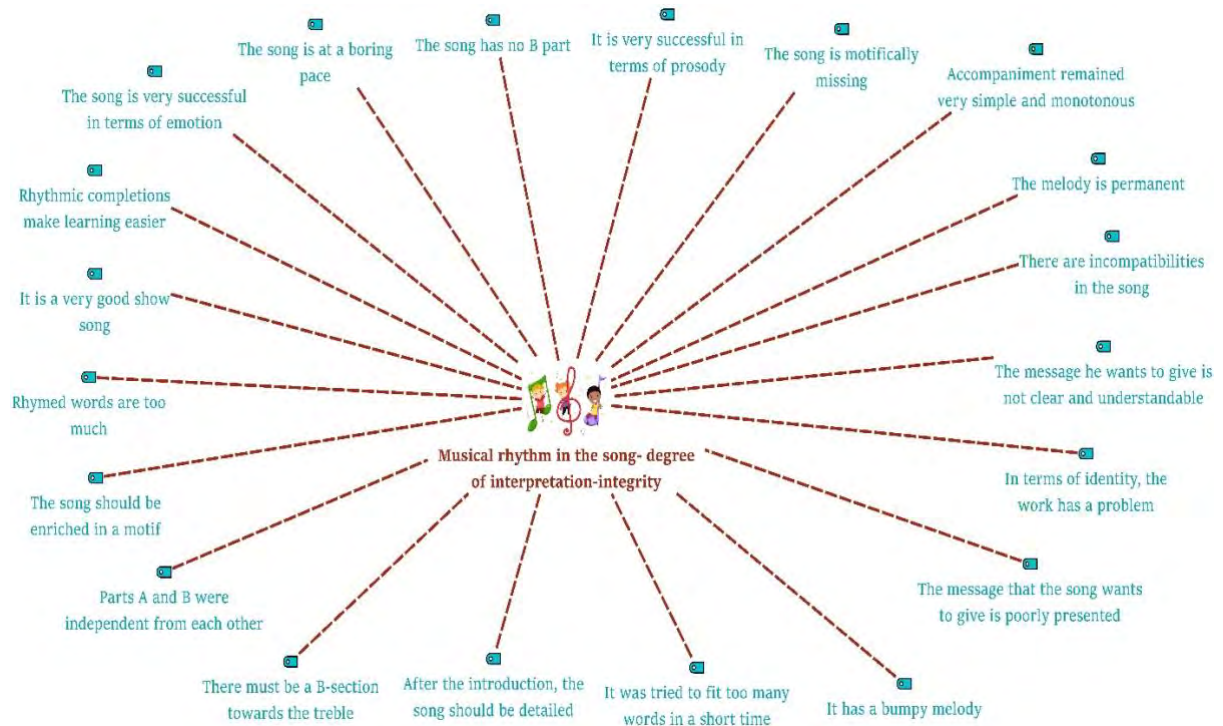 The song is at a boring
pace
The song has no B part
It is very successful in
terms of prosody
The song is motifically
missing
Accompaniment remained
very simple and monotonous
The song is very successful
in terms of emotion
Rhythmic completions
make learning easier
The melody is permanent
It is a very good show
song
There are incompatibilities
in the song
Rhymed words are too
much
The message he wants to give is
not clear and understandable
Musical rhythm in the song- degree
of interpretation-integrity
The song should be
enriched in a motif
In terms of identity, the
work has a problem
Parts A and B were
independent from each other
The message that the song wants
to give is poorly presented
There must be a B-section
towards the treble
After the introduction, the
song should be detailed
It was tried to fit too many
words in a short time
It has a bumpy melody